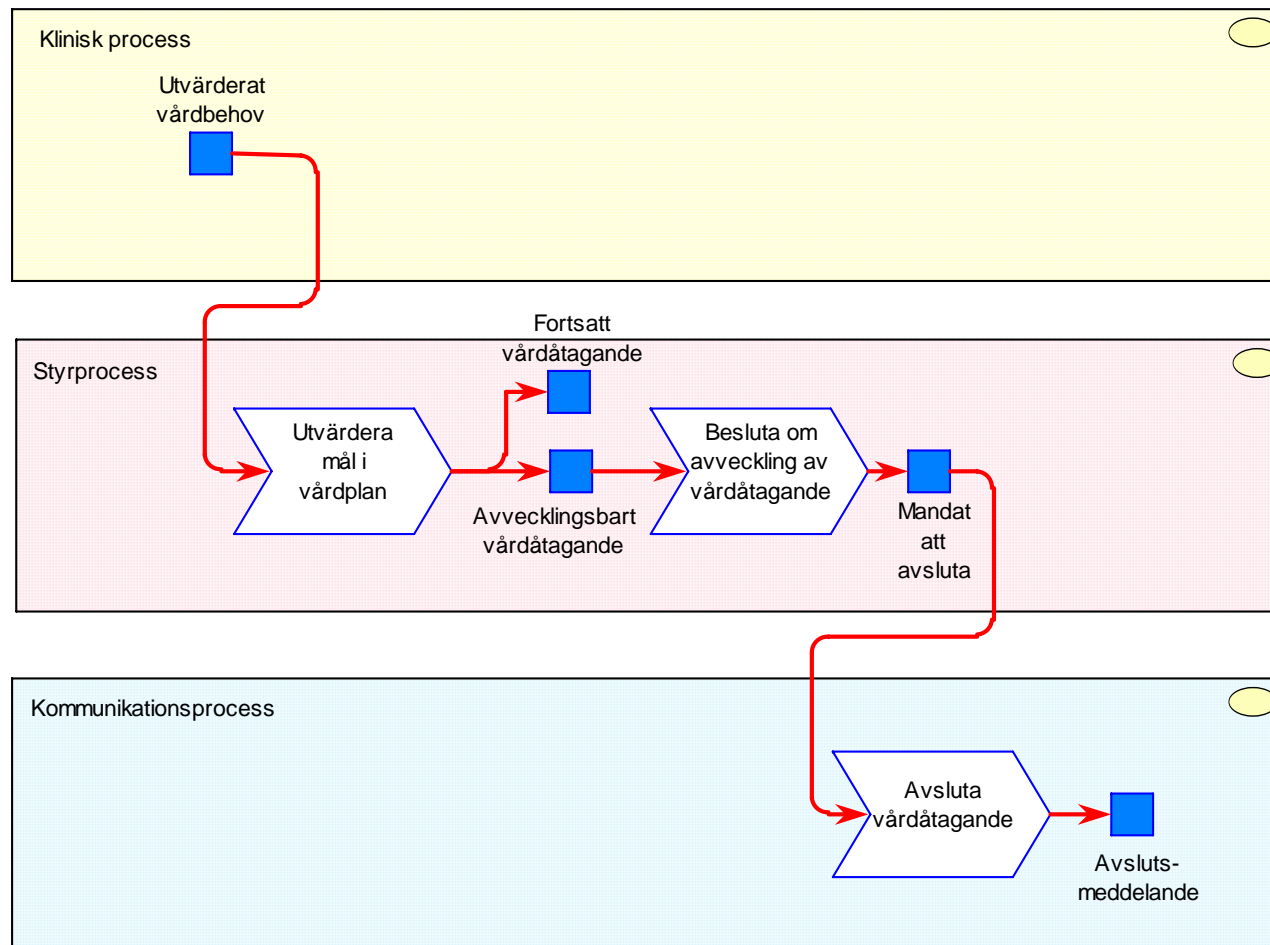 Klinisk process
Utvärderat
vårdbehov
Styrprocess
Fortsatt
vårdåtagande
Utvärdera
mål i
vårdplan
Avvecklingsbart
vårdåtagande
Besluta om
avveckling av
vårdåtagande
Mandat
att
avsluta
Kommunikationsprocess
Avsluta
vårdåtagande
Avsluts-
meddelande